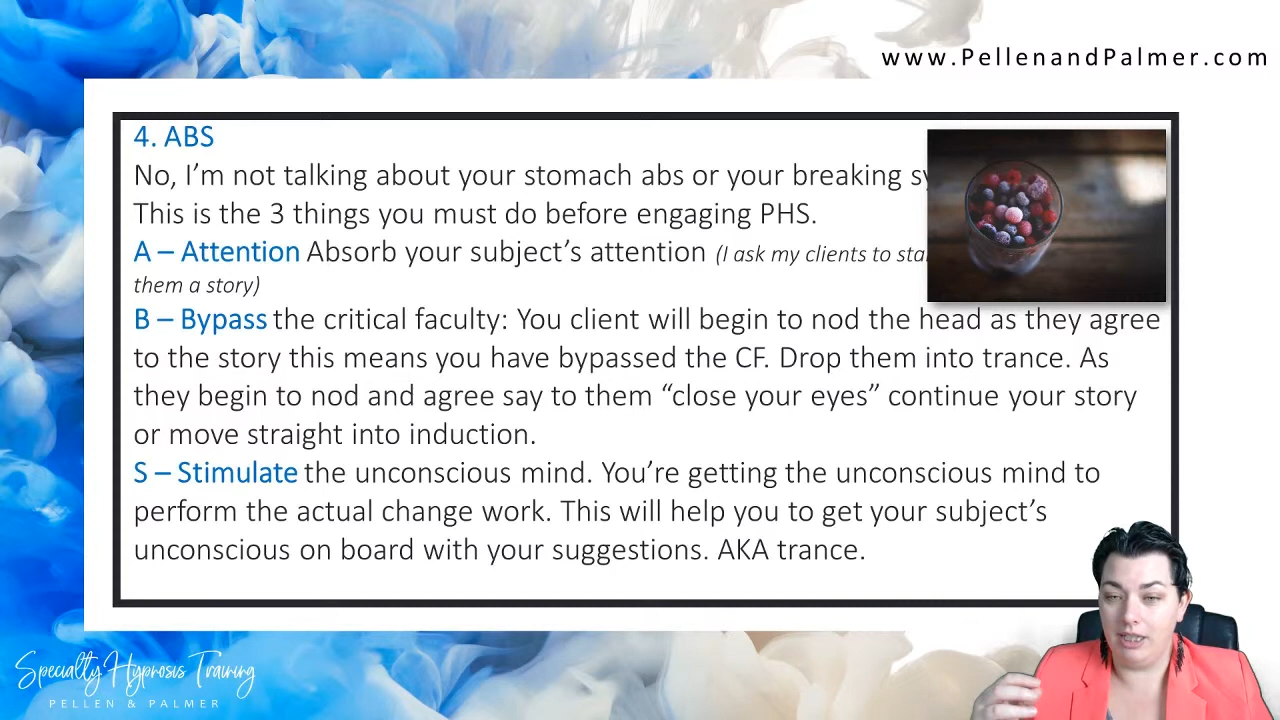 www.PellenandPalmer.com
4. ABS
No, I’m not talking about your stomach abs or your breaking
This is the 3 things you must do before engaging PHS.
A – Attention Absorb your subject’s attention (I ask my clients to
them a story)
B – Bypass the critical faculty: You client will begin to nod the head as they agree
to the story this means you have bypassed the CF. Drop them into trance. As
they begin to nod and agree say to them “close your eyes” continue your story
or move straight into induction.
S – Stimulate the unconscious mind. You’re getting the unconscious mind to
perform the actual change work. This will help you to get your subject’s
unconscious on board with your suggestions. AKA trance.
Specialty Hypnosis Training
PELLEN & PALMER